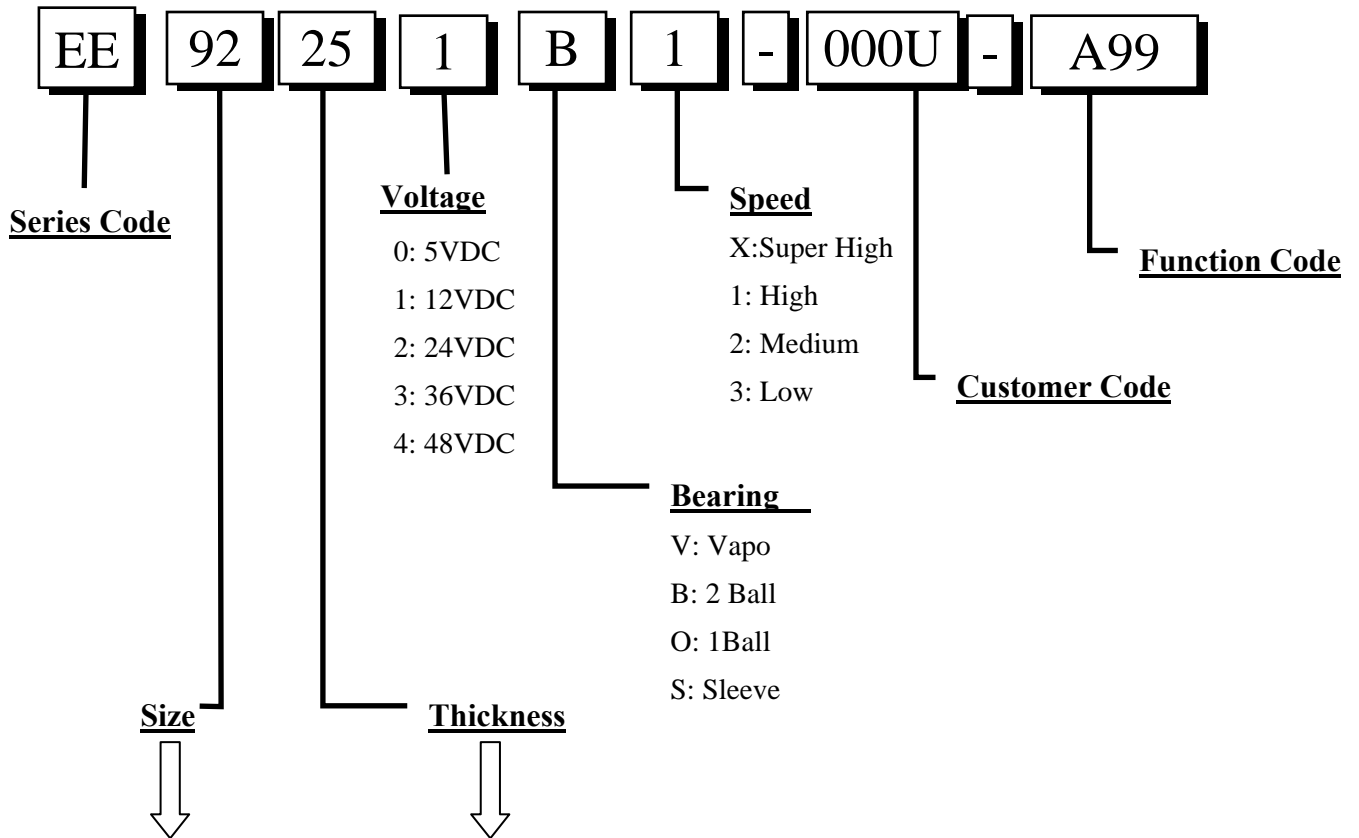 EE 92 25 1 B 1 - 000U - A99
Series Code
Voltage
0: 5VDC
1: 12VDC
2: 24VDC
3: 36VDC
4: 48VDC
Speed
X:Super High
1: High
2: Medium
3: Low
Function Code
Customer Code
Bearing
V: Vapo
B: 2 Ball
O: 1Ball
S: Sleeve
Size
Thickness